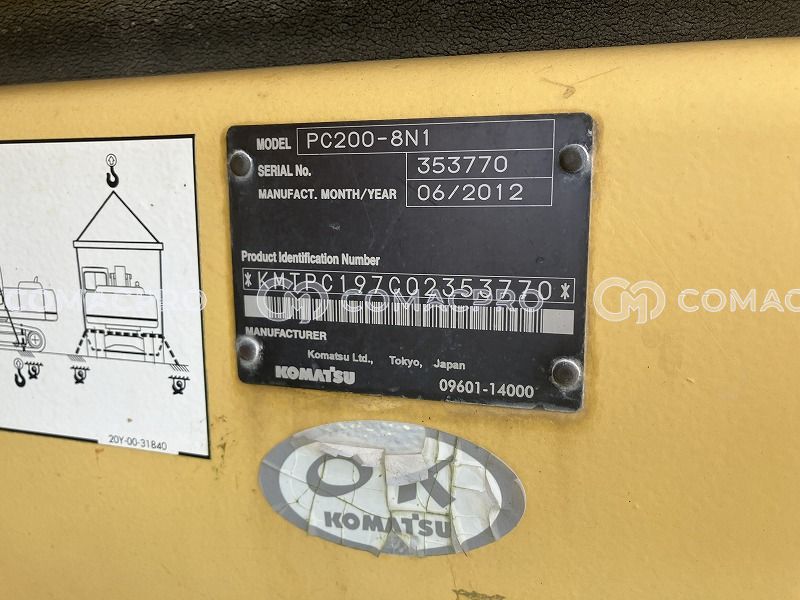 MODEL PC200-8N1
SERIAL No. 353770
MANUFACT. MONTH/YEAR 06/2012
Product Identification Number
*KMTPC197C02353770*
MANUFACTURER
Komatsu Ltd., Tokyo, Japan
KOMATSU 09601-14000
20Y-00-31840
OK
KOMATSU
COMACPRO
COMACPRO
COMACP